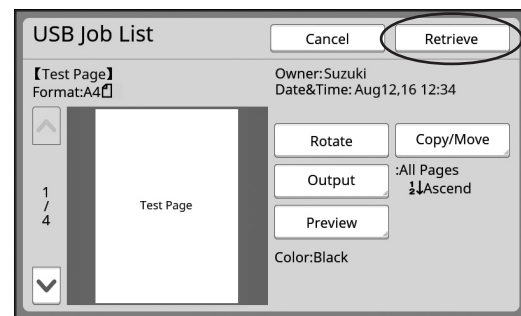 USB Job List
Cancel
Retrieve
【Test Page】
Format:A4
Owner:Suzuki
Date&Time: Aug12,16 12:34
Rotate
Copy/Move
Output
:All Pages
Ascend
1
/
4
Test Page
Preview
Color:Black